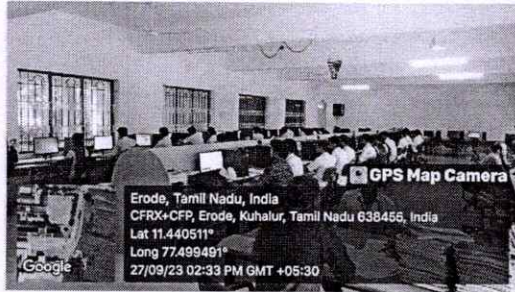 GPS Map Camera
Erode, Tamil Nadu, India
CFRX+CFP, Erode, Kuhalur, Tamil Nadu 638455, India
Lat 11.440511°
Long 77.499491°
27/09/23 02:33 PM GMT +05:30
Google